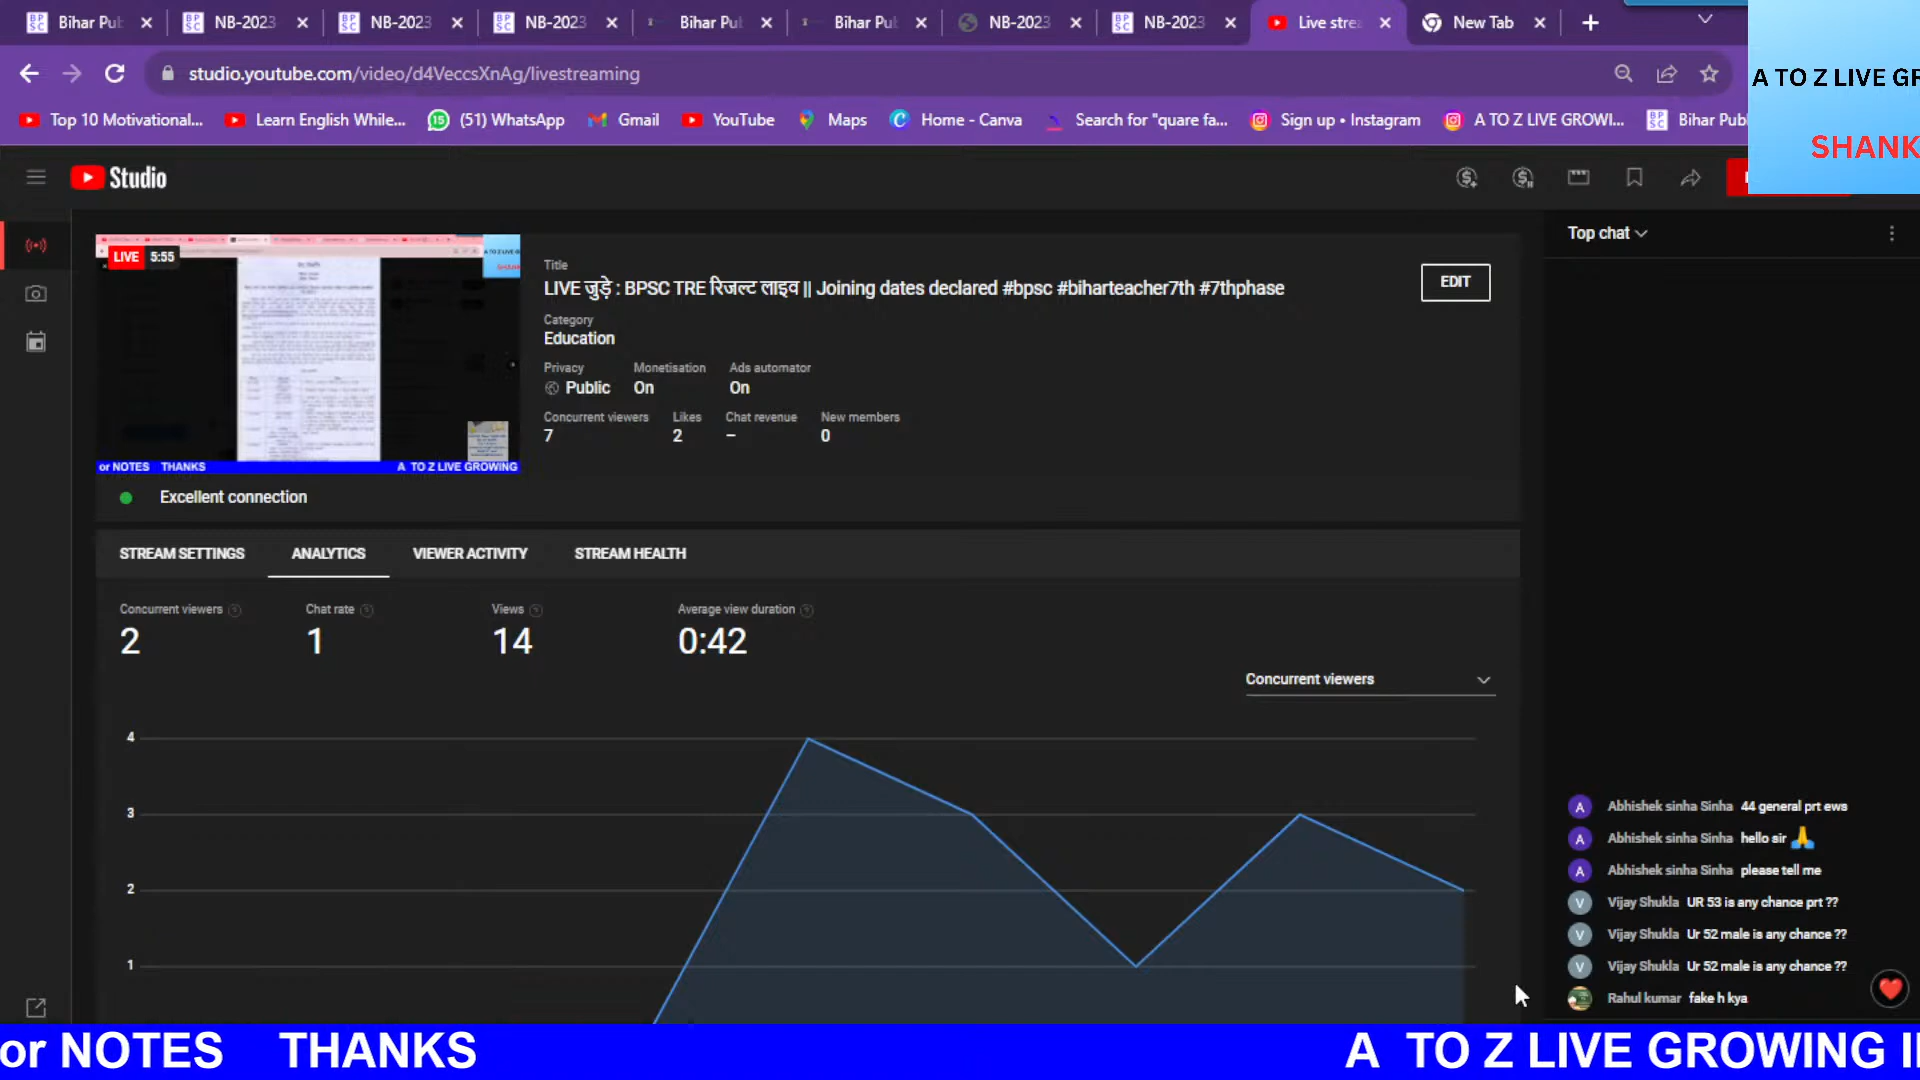 Bihar Pu
NB-2023
NB-2023
NB-2023
Bihar Pu
Bihar Pu
NB-2023
NB-2023
Live strea
New Tab
studio.youtube.com/video/d4VeccsXnAg/livestreaming
A TO Z LIVE GR
Top 10 Motivational...
Learn English While...
(51) WhatsApp
Gmail
YouTube
Maps
Home - Canva
Search for "quare fa...
Sign up • Instagram
A TO Z LIVE GROWI...
Bihar Publ
SHANK
Studio
LIVE 5:55
Title
LIVE जुड़े : BPSC TRE रिजल्ट लाइव || Joining dates declared #bpsc #biharteacher7th #7thphase
EDIT
Category
Education
Privacy Monetisation Ads automator
Public On On
Concurrent viewers Likes Chat revenue New members
7 2 – 0
or NOTES THANKS A TO Z LIVE GROWING
Excellent connection
STREAM SETTINGS ANALYTICS VIEWER ACTIVITY STREAM HEALTH
Concurrent viewers Chat rate Views Average view duration
2 1 14 0:42
Concurrent viewers
4
3
2
1
Top chat
Abhishek sinha Sinha 44 general prt ews
Abhishek sinha Sinha hello sir 🙏
Abhishek sinha Sinha please tell me
Vijay Shukla UR 53 is any chance prt ??
Vijay Shukla Ur 52 male is any chance ??
Vijay Shukla Ur 52 male is any chance ??
Rahul kumar fake h kya
or NOTES THANKS A TO Z LIVE GROWING